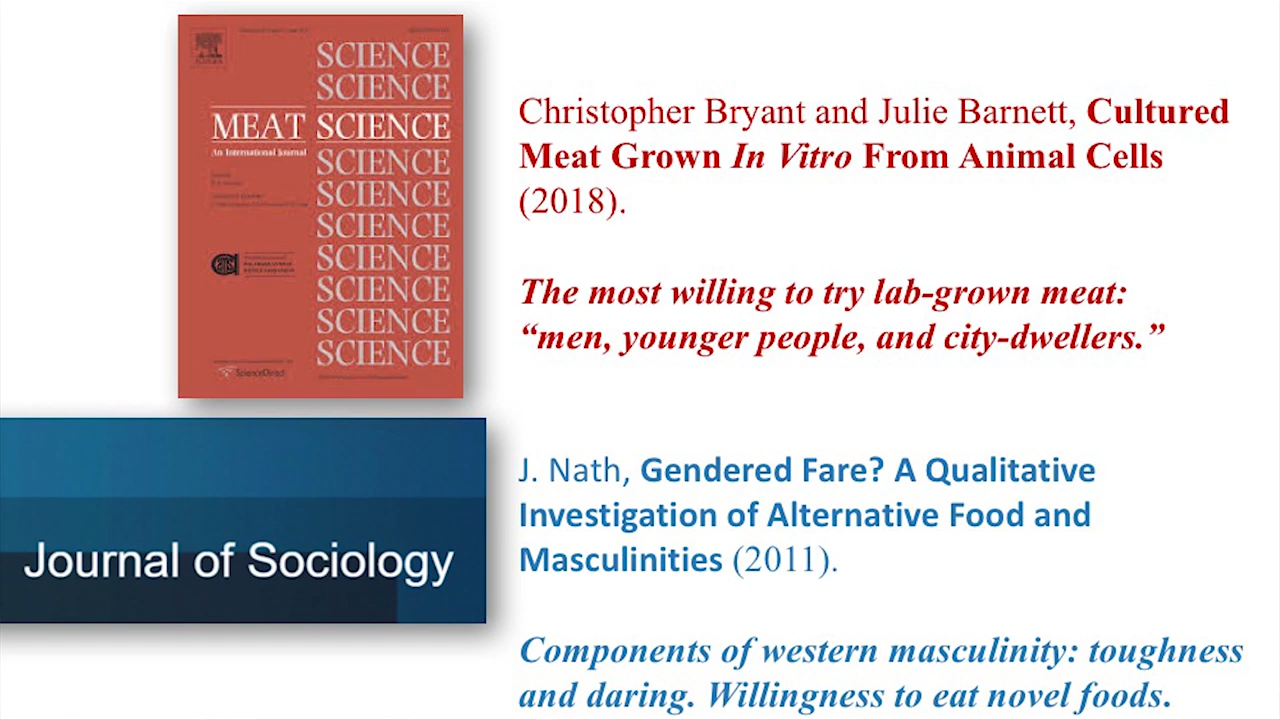 SCIENCE
SCIENCE
MEAT SCIENCE
An International Journal
SCIENCE
SCIENCE
SCIENCE
SCIENCE
SCIENCE
SCIENCE
SCIENCE
ScienceDirect
Christopher Bryant and Julie Barnett, Cultured
Meat Grown In Vitro From Animal Cells
(2018).
The most willing to try lab-grown meat:
“men, younger people, and city-dwellers.”
Journal of Sociology
J. Nath, Gendered Fare? A Qualitative
Investigation of Alternative Food and
Masculinities (2011).
Components of western masculinity: toughness
and daring. Willingness to eat novel foods.